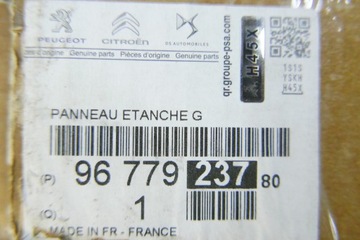 PEUGEOT CITROËN DS AUTOMOBILES
d'origine - Genuine parts Pièces d'origine - Genuine parts
qr.groupe-psa.com
H45X
H45X
PANNEAU ETANCHE G
(P) 96 779 237 80
(Q) 1
MADE IN FR - FRANCE